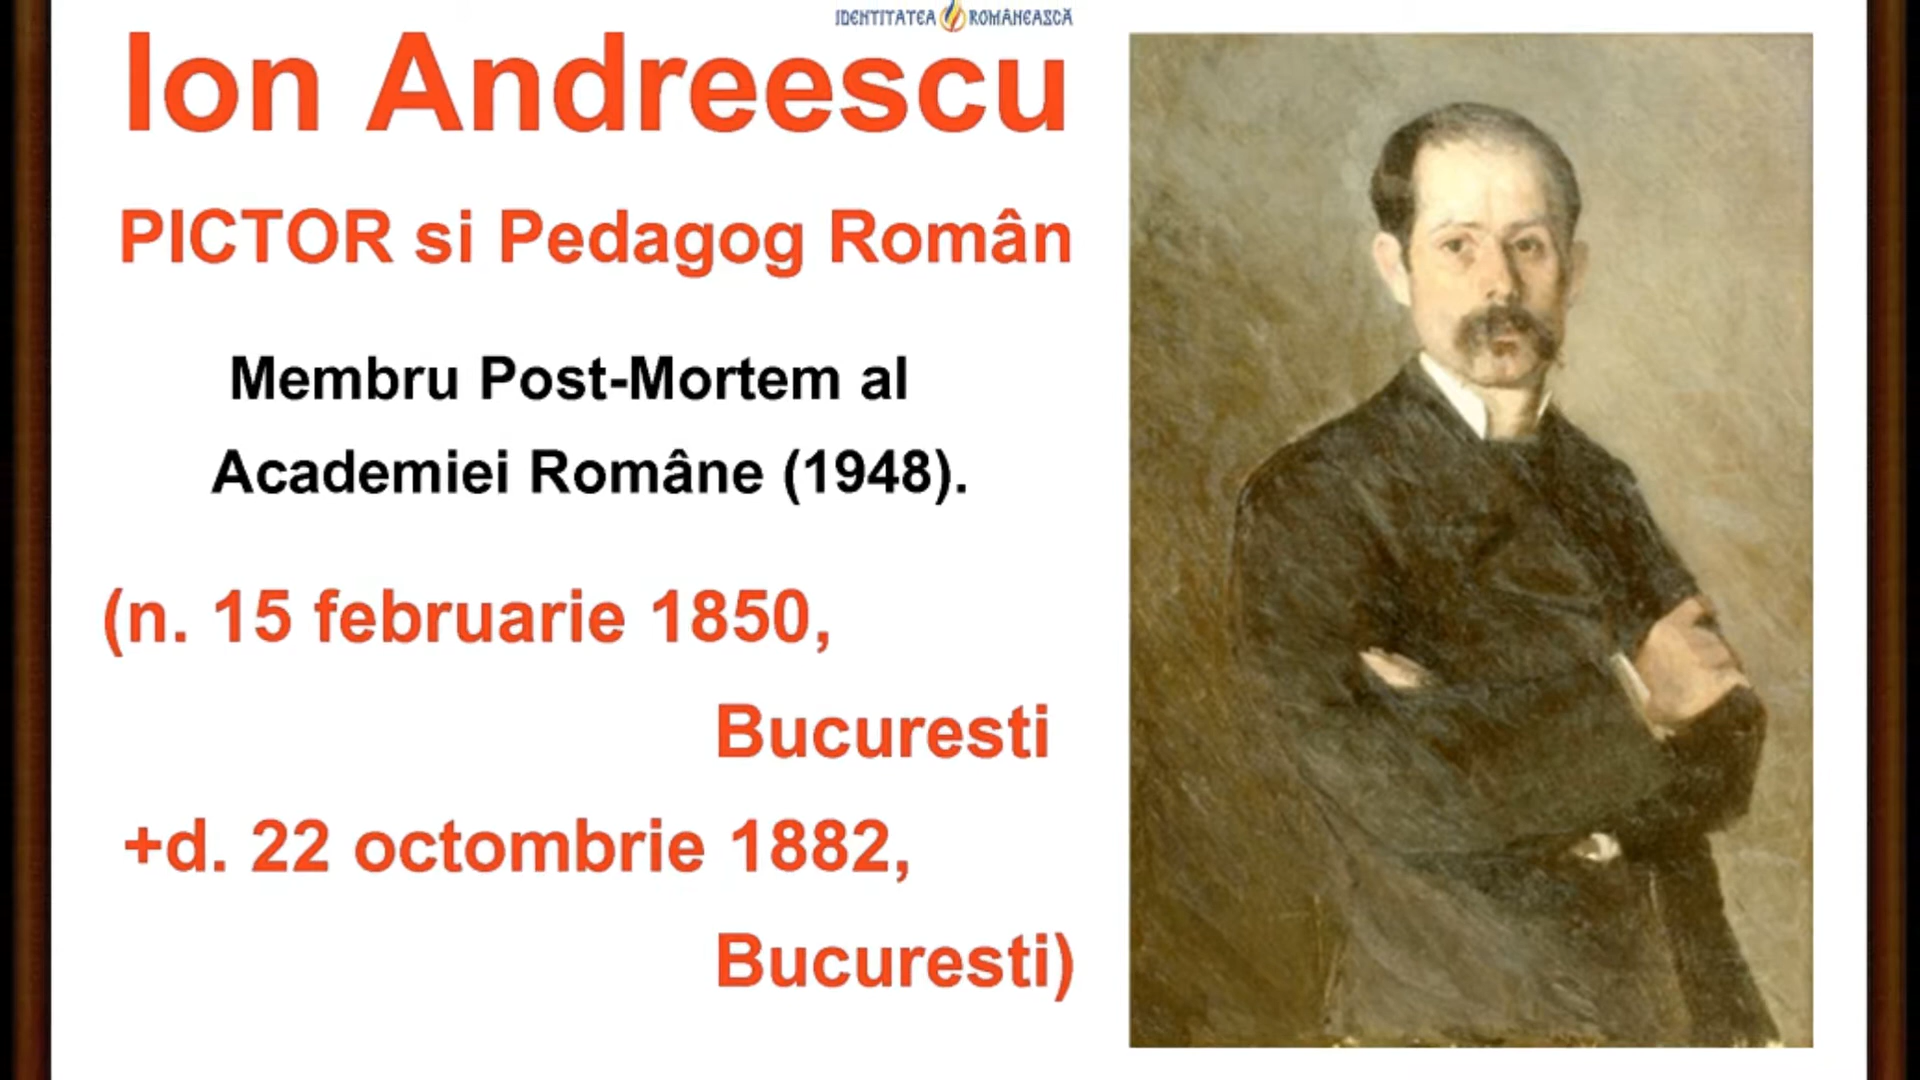 IDENTITATEA ROMÂNEASCĂ
Ion Andreescu
PICTOR si Pedagog Român
Membru Post-Mortem al
Academiei Române (1948).
(n. 15 februarie 1850,
Bucuresti
+d. 22 octombrie 1882,
Bucuresti)